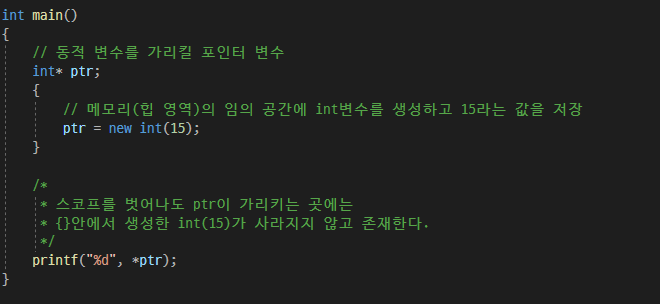 int main()
{
// 동적 변수를 가리킬 포인터 변수
int* ptr;
{
// 메모리(힙 영역)의 임의 공간에 int변수를 생성하고 15라는 값을 저장
ptr = new int(15);
}
/*
* 스코프를 벗어나도 ptr이 가리키는 곳에는
* {}안에서 생성한 int(15)가 사라지지 않고 존재한다.
*/
printf("%d", *ptr);
}